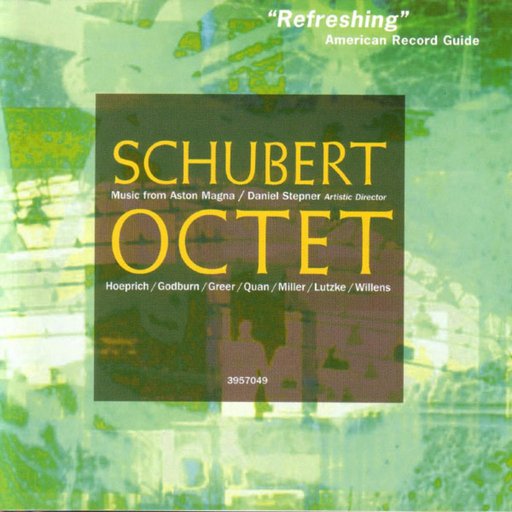 “Refreshing”
American Record Guide
SCHUBERT
Music from Aston Magna / Daniel Stepner Artistic Director
OCTET
Hoeprich / Godburn / Greer / Quan / Miller / Lutzke / Willens
3957049